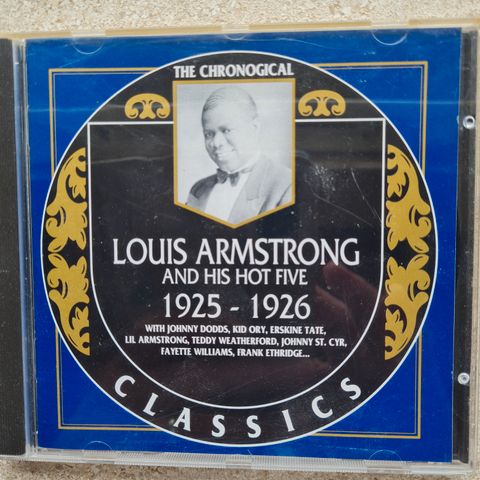 THE CHRONOGICAL
LOUIS ARMSTRONG
AND HIS HOT FIVE
1925 - 1926
WITH JOHNNY DODDS, KID ORY, ERSKINE TATE,
LIL ARMSTRONG, TEDDY WEATHERFORD, JOHNNY ST. CYR,
FAYETTE WILLIAMS, FRANK ETHRIDGE...
CLASSICS